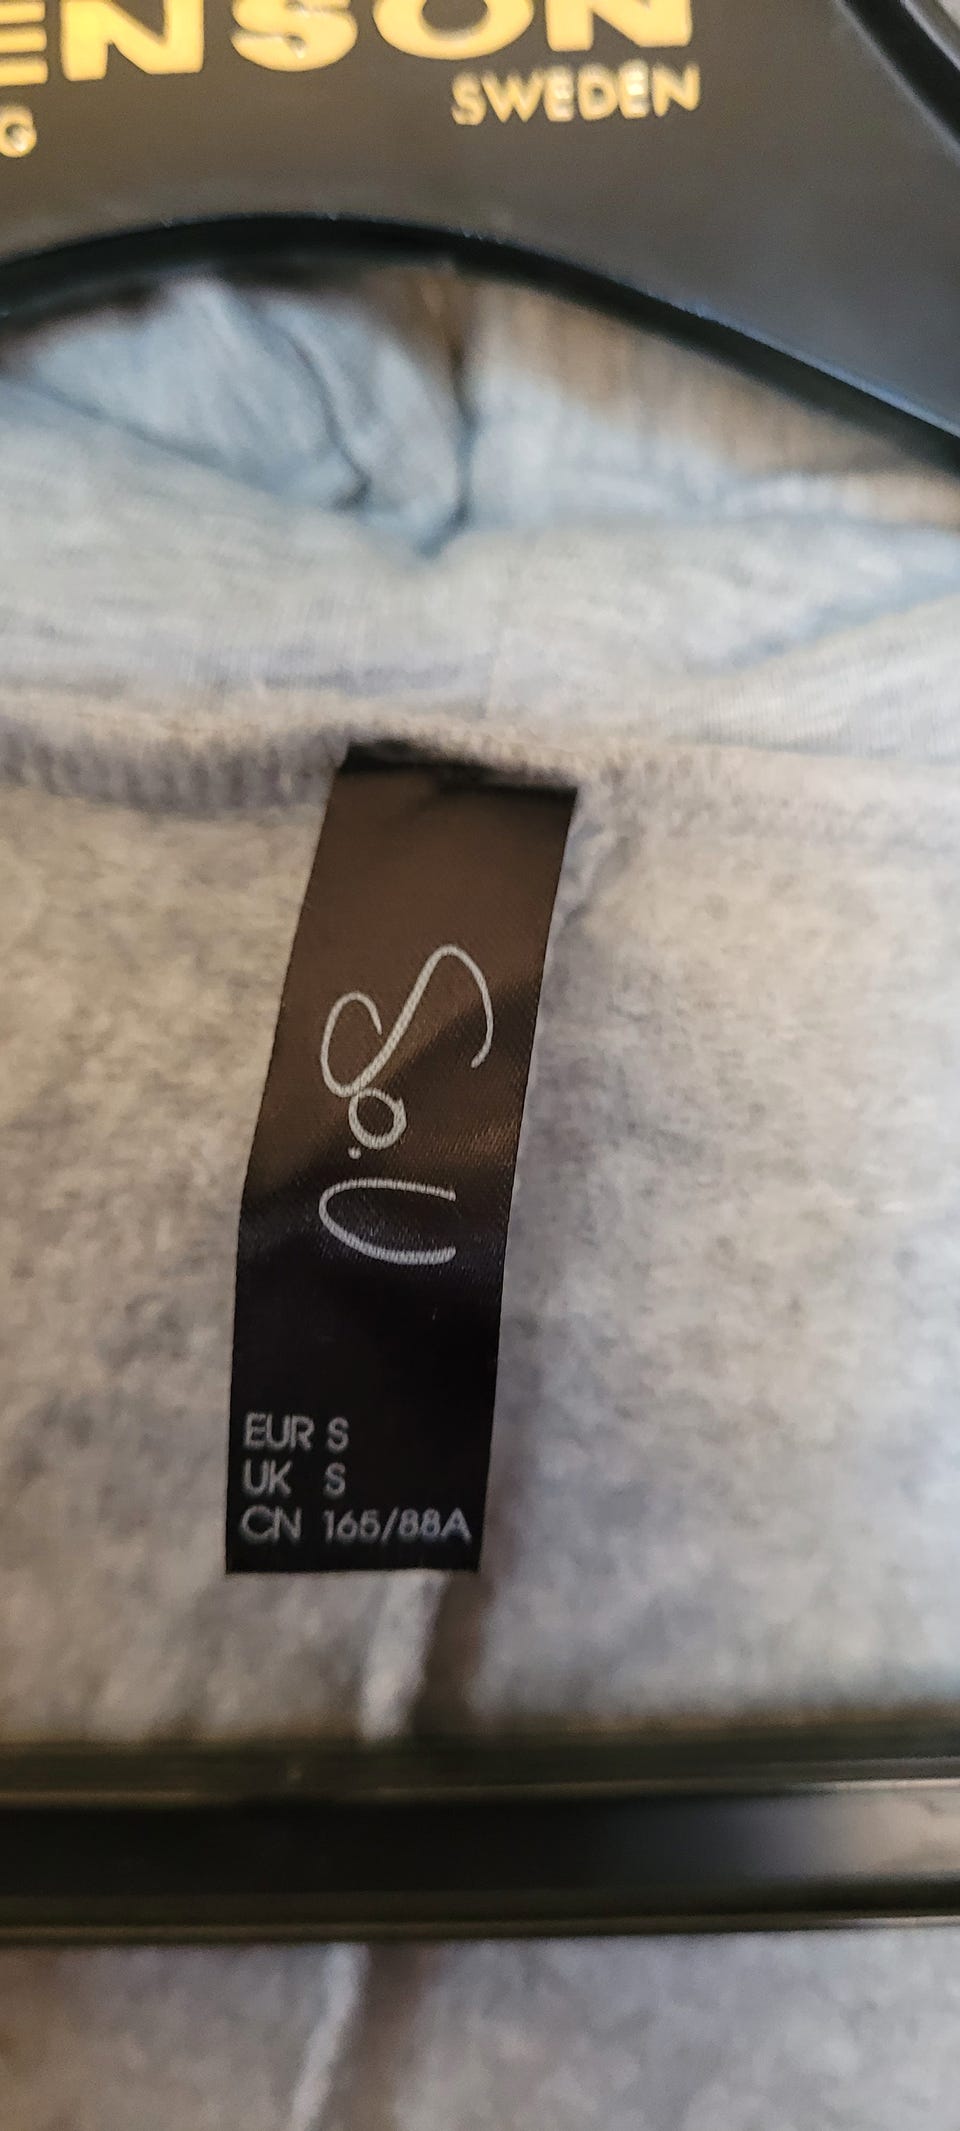 ENSON
G SWEDEN
EUR S
UK S
CN 165/88A